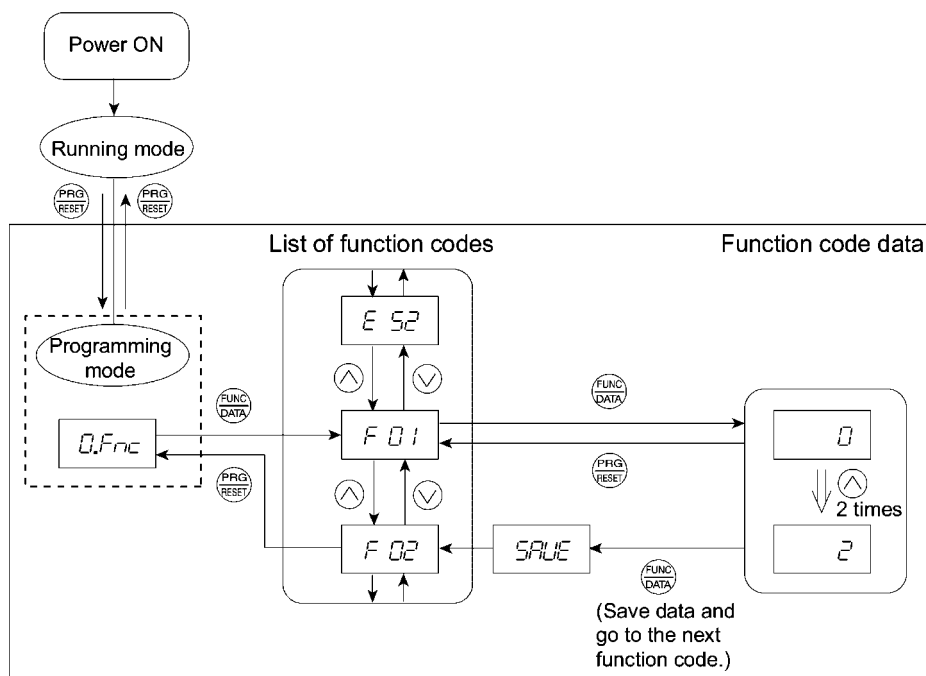 Power ON
Running mode
PRG
RESET
PRG
RESET
List of function codes
Function code data
E 52
Programming
mode
FUNC
DATA
FUNC
DATA
0.Fnc
F 01
0
PRG
RESET
PRG
RESET
2 times
F 02
SAVE
2
FUNC
DATA
(Save data and
go to the next
function code.)